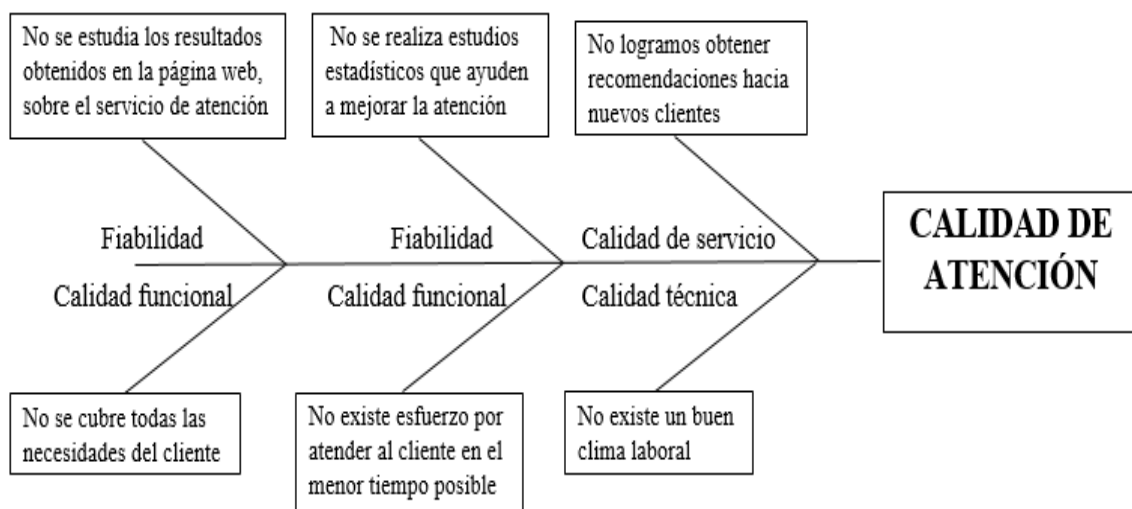 No se estudia los resultados
obtenidos en la página web,
sobre el servicio de atención
No se realiza estudios
estadísticos que ayuden
a mejorar la atención
No logramos obtener
recomendaciones hacia
nuevos clientes
Fiabilidad
Fiabilidad
Calidad de servicio
CALIDAD DE
ATENCIÓN
Calidad funcional
Calidad funcional
Calidad técnica
No se cubre todas las
necesidades del cliente
No existe esfuerzo por
atender al cliente en el
menor tiempo posible
No existe un buen
clima laboral